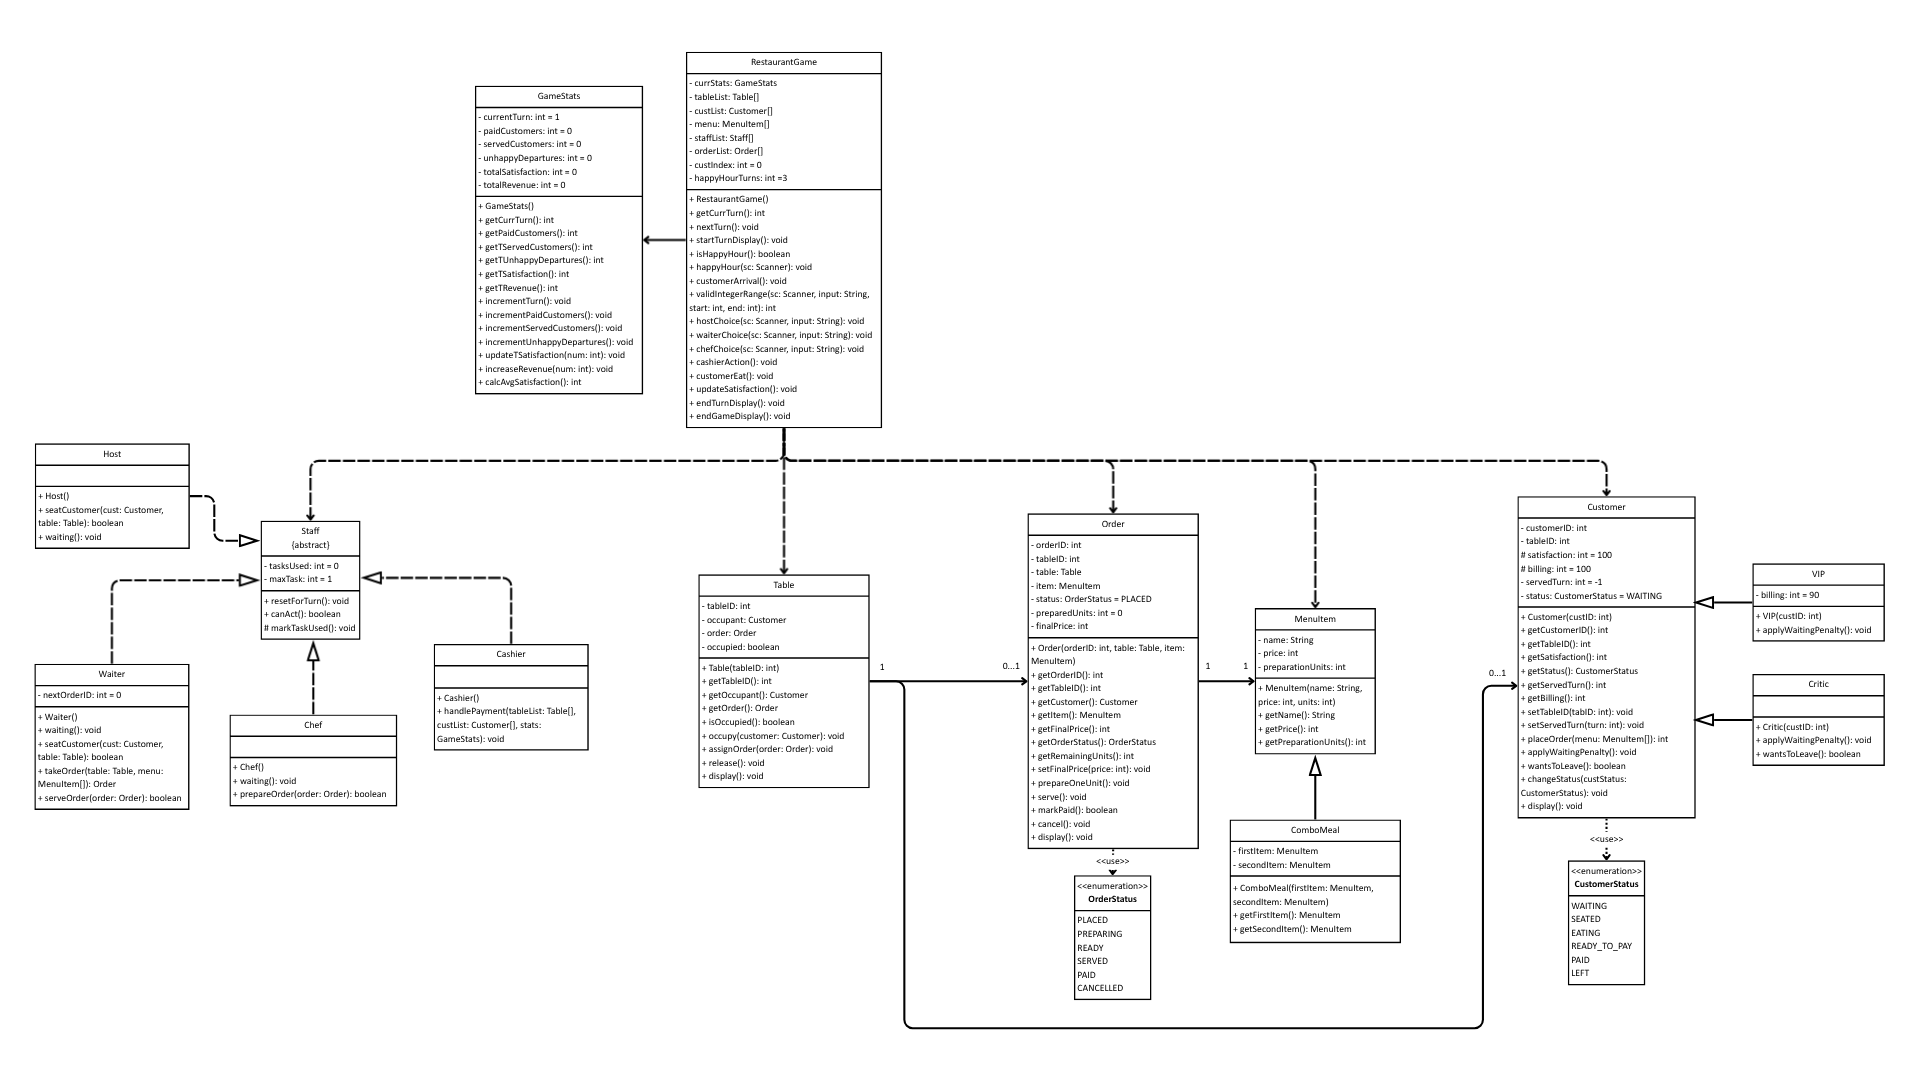 RestaurantGame
- currStats: GameStats
- tableList: Table[]
- custList: Customer[]
- menu: MenuItem[]
- staffList: Staff[]
- orderList: Order[]
- custIndex: int = 0
- happyHourTurns: int =3
+ RestaurantGame()
+ getCurrTurn(): int
+ nextTurn(): void
+ startTurnDisplay(): void
+ isHappyHour(): boolean
+ happyHour(sc: Scanner): void
+ customerArrival(): void
+ validIntegerRange(sc: Scanner, input: String,
start: int, end: int): int
+ hostChoice(sc: Scanner, input: String): void
+ waiterChoice(sc: Scanner, input: String): void
+ chefChoice(sc: Scanner, input: String): void
+ cashierAction(): void
+ customerEat(): void
+ updateSatisfaction(): void
+ endTurnDisplay(): void
+ endGameDisplay(): void
GameStats
- currentTurn: int = 1
- paidCustomers: int = 0
- servedCustomers: int = 0
- unhappyDepartures: int = 0
- totalSatisfaction: int = 0
- totalRevenue: int = 0
+ GameStats()
+ getCurrTurn(): int
+ getPaidCustomers(): int
+ getTServedCustomers(): int
+ getTUnhappyDepartures(): int
+ getTSatisfaction(): int
+ getTRevenue(): int
+ incrementTurn(): void
+ incrementPaidCustomers(): void
+ incrementServedCustomers(): void
+ incrementUnhappyDepartures(): void
+ updateTSatisfaction(num: int): void
+ increaseRevenue(num: int): void
+ calcAvgSatisfaction(): int
Host
+ Host()
+ seatCustomer(cust: Customer,
table: Table): boolean
+ waiting(): void
Staff
{abstract}
- tasksUsed: int = 0
- maxTask: int = 1
+ resetForTurn(): void
+ canAct(): boolean
# markTaskUsed(): void
Waiter
- nextOrderID: int = 0
+ Waiter()
+ waiting(): void
+ seatCustomer(cust: Customer,
table: Table): boolean
+ takeOrder(table: Table, menu:
MenuItem[]): Order
+ serveOrder(order: Order): boolean
Chef
+ Chef()
+ waiting(): void
+ prepareOrder(order: Order): boolean
Cashier
+ Cashier()
+ handlePayment(tableList: Table[],
custList: Customer[], stats:
GameStats): void
Table
- tableID: int
- occupant: Customer
- order: Order
- occupied: boolean
+ Table(tableID: int)
+ getTableID(): int
+ getOccupant(): Customer
+ getOrder(): Order
+ isOccupied(): boolean
+ occupy(customer: Customer): void
+ assignOrder(order: Order): void
+ release(): void
+ display(): void
1
0...1
Order
- orderID: int
- tableID: int
- table: Table
- item: MenuItem
- status: OrderStatus = PLACED
- preparedUnits: int = 0
- finalPrice: int
+ Order(orderID: int, table: Table, item:
MenuItem)
+ getOrderID(): int
+ getTableID(): int
+ getCustomer(): Customer
+ getItem(): MenuItem
+ getFinalPrice(): int
+ getOrderStatus(): OrderStatus
+ getRemainingUnits(): int
+ setFinalPrice(price: int): void
+ prepareOneUnit(): void
+ serve(): void
+ markPaid(): boolean
+ cancel(): void
+ display(): void
<<use>>
<<enumeration>>
OrderStatus
PLACED
PREPARING
READY
SERVED
PAID
CANCELLED
1
1
MenuItem
- name: String
- price: int
- preparationUnits: int
+ MenuItem(name: String,
price: int, units: int)
+ getName(): String
+ getPrice(): int
+ getPreparationUnits(): int
ComboMeal
- firstItem: MenuItem
- secondItem: MenuItem
+ ComboMeal(firstItem: MenuItem,
secondItem: MenuItem)
+ getFirstItem(): MenuItem
+ getSecondItem(): MenuItem
0...1
Customer
- customerID: int
- tableID: int
# satisfaction: int = 100
# billing: int = 100
- servedTurn: int = -1
- status: CustomerStatus = WAITING
+ Customer(custID: int)
+ getCustomerID(): int
+ getTableID(): int
+ getSatisfaction(): int
+ getStatus(): CustomerStatus
+ getServedTurn(): int
+ getBilling(): int
+ setTableID(tabID: int): void
+ setServedTurn(turn: int): void
+ placeOrder(menu: MenuItem[]): int
+ applyWaitingPenalty(): void
+ wantsToLeave(): boolean
+ changeStatus(custStatus:
CustomerStatus): void
+ display(): void
<<use>>
<<enumeration>>
CustomerStatus
WAITING
SEATED
EATING
READY_TO_PAY
PAID
LEFT
VIP
- billing: int = 90
+ VIP(custID: int)
+ applyWaitingPenalty(): void
Critic
+ Critic(custID: int)
+ applyWaitingPenalty(): void
+ wantsToLeave(): boolean